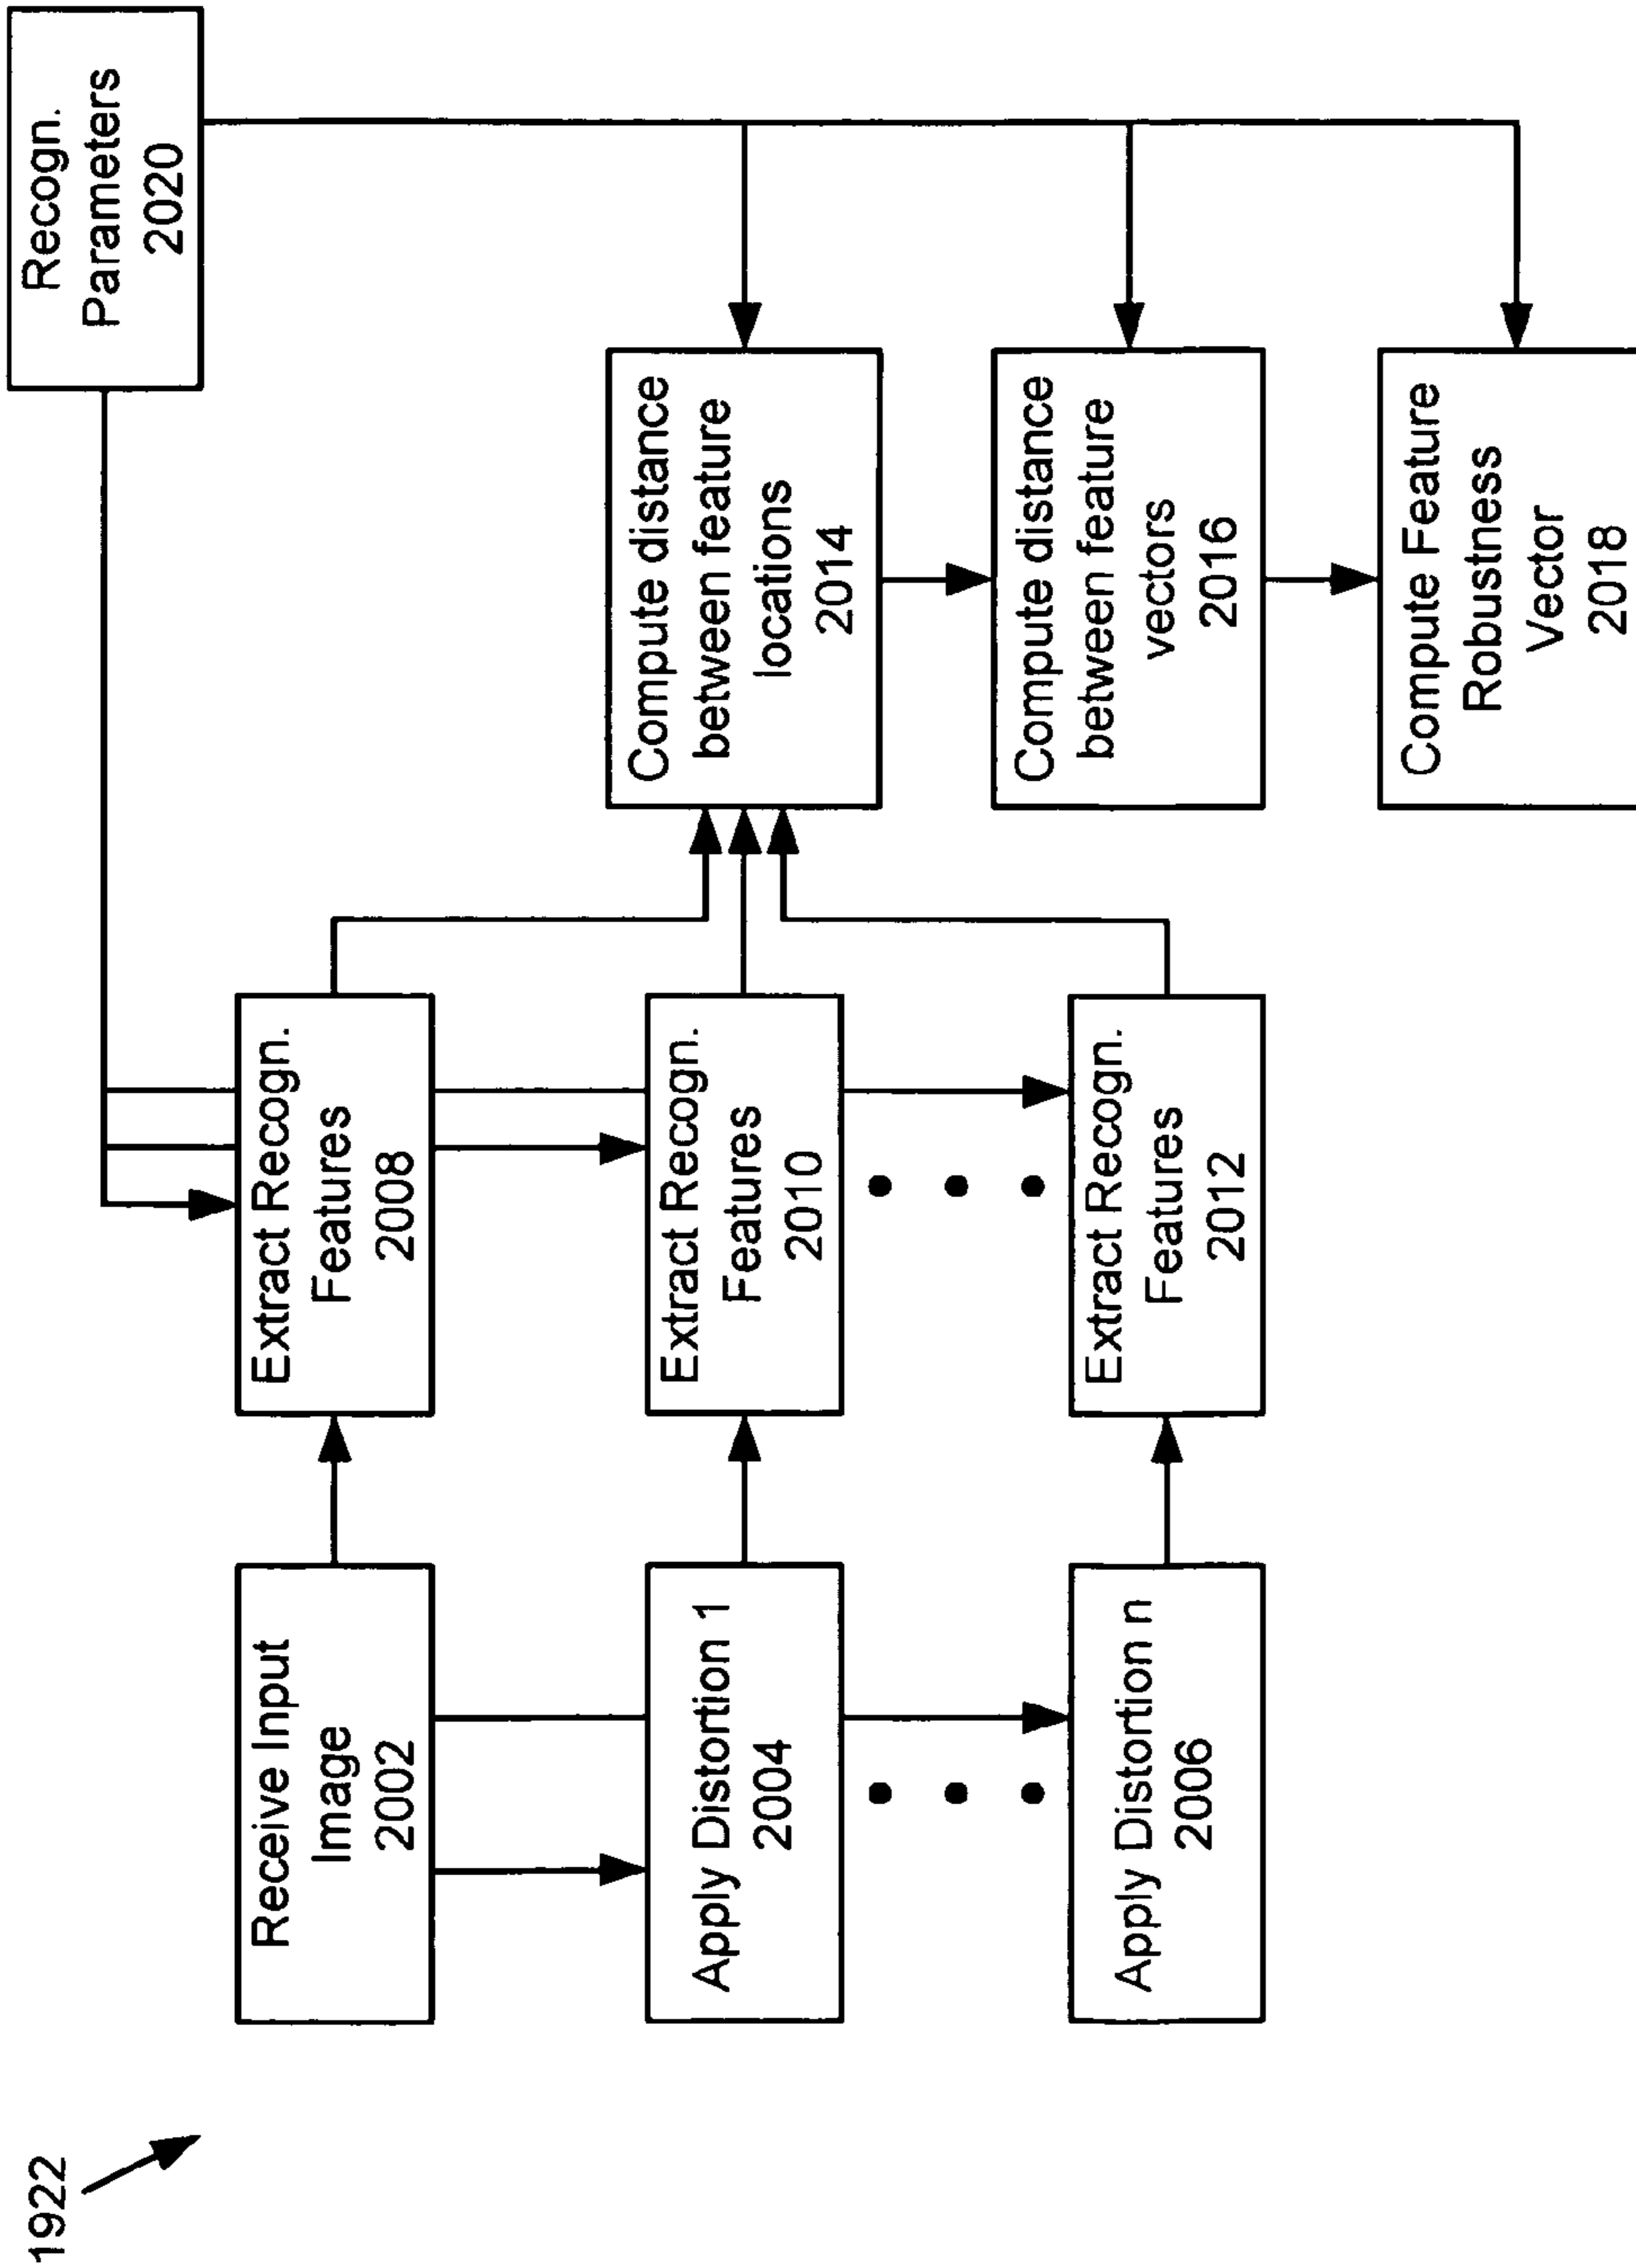 1922
Recogn.
Parameters
2020
Receive Input
Image
2002
Extract Recogn.
Features
2008
Apply Distortion 1
2004
Extract Recogn.
Features
2010
Compute distance
between feature
locations
2014
Apply Distortion n
2006
Extract Recogn.
Features
2012
Compute distance
between feature
vectors
2016
Compute Feature
Robustness
Vector
2018